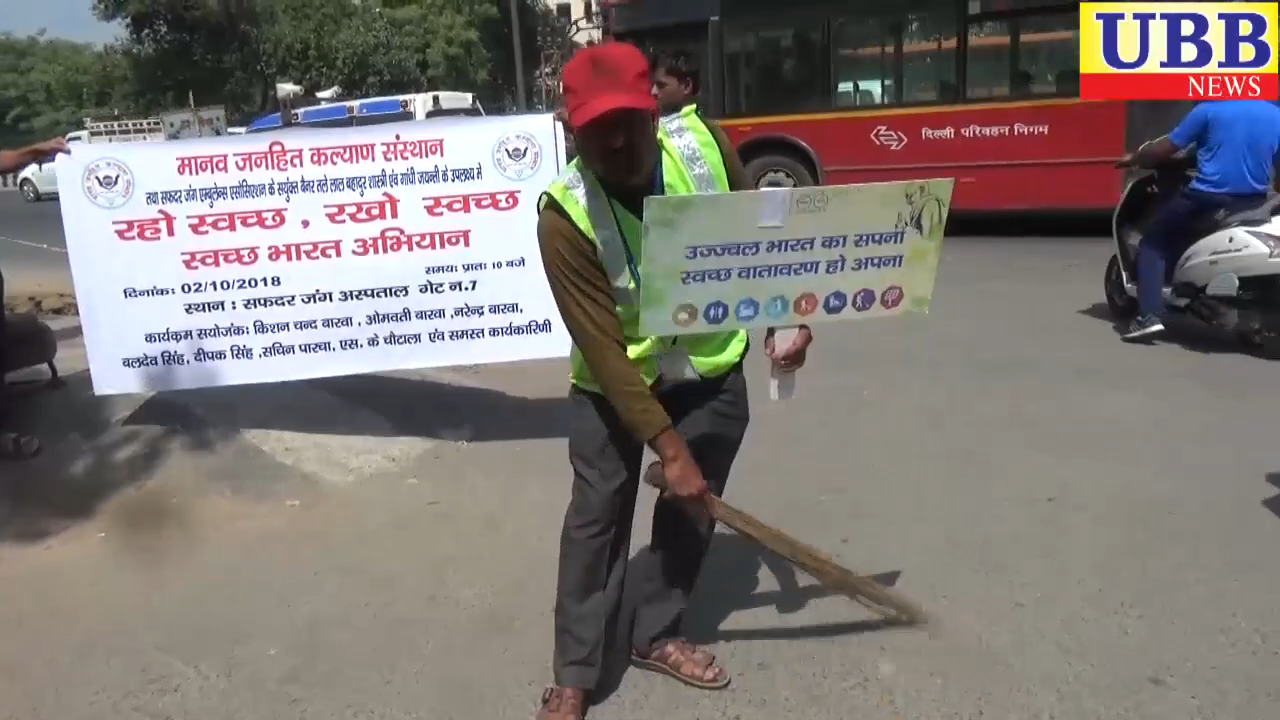 मानव जनहित कल्याण संस्थान
तथा सफदर जंग एम्बुलेन्स एसोसिएशन के सयुंक्त बैनर तले लाल बहादुर शास्त्री एंव गांधी जयन्ती के उपलक्ष्य मे
रहो स्वच्छ , रखो स्वच्छ
स्वच्छ भारत अभियान
दिनांक: 02/10/2018
समय: प्रात: 10 बजे
स्थान : सफदर जंग अस्पताल गेट न.7
कार्यकृम सयोर्जक: किशन चन्द बारवा , ओमवती बारवा ,नरेन्द्र बारवा,
बलदेव सिंह, दीपक सिंह ,सचिन पारचा, एस. के चौटाला एंव समस्त कार्यकारिणी
उज्ज्वल भारत का सपना
स्वच्छ वातावरण हो अपना
दिल्ली परिवहन निगम
UBB
NEWS